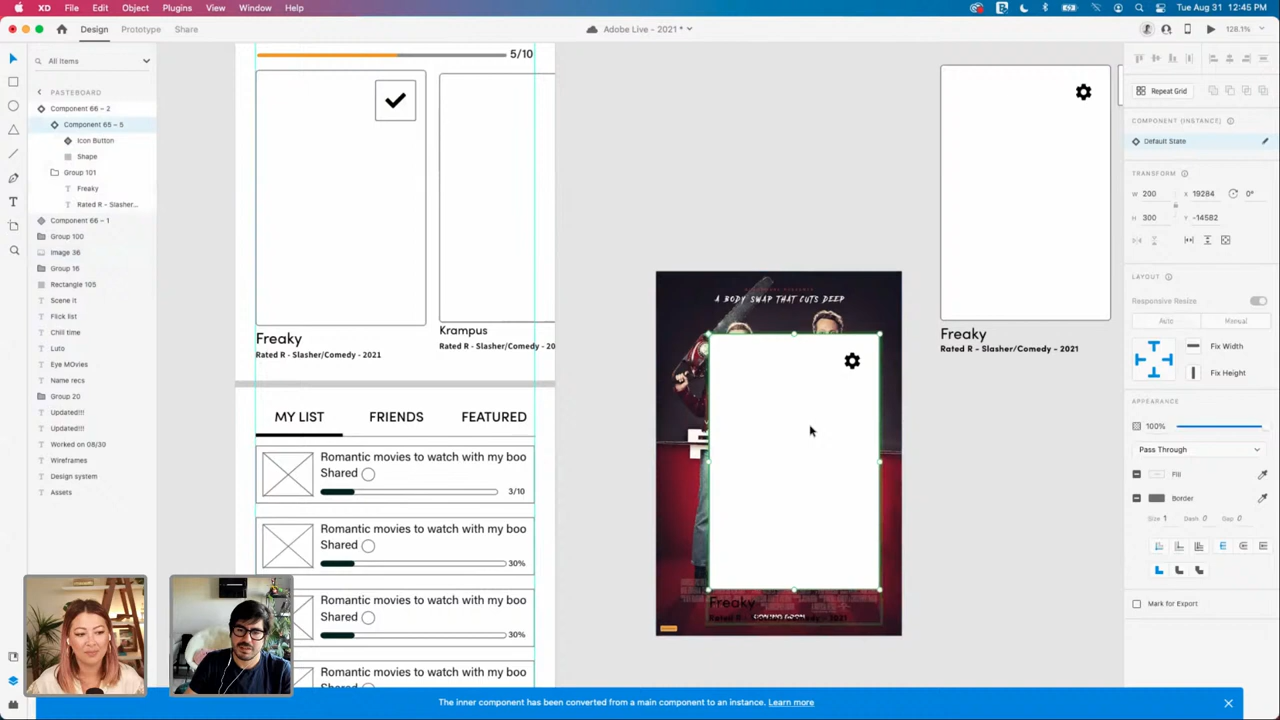 XD File Edit Object Plugins View Window Help
Tue Aug 31 12:45 PM
Design Prototype Share
Adobe Live - 2021 *
128.1%
All Items
PASTEBOARD
Component 66 – 2
Component 65 – 5
Icon Button
Shape
Group 101
Freaky
Rated R - Slasher...
Component 66 – 1
Group 100
Image 36
Group 16
Rectangle 105
Scene it
Flick list
Chill time
Luto
Eye MOvies
Name recs
Group 20
Updated!!!
Updated!!!
Worked on 08/30
Wireframes
Design system
Assets
5/10
Freaky
Rated R - Slasher/Comedy - 2021
Krampus
Rated R - Slasher/Comedy - 20
MY LIST FRIENDS FEATURED
Romantic movies to watch with my boo
Shared
3/10
Romantic movies to watch with my boo
Shared
30%
Romantic movies to watch with my boo
Shared
30%
Romantic movies to watch with my boo
Shared
A BODY SWAP THAT CUTS DEEP
Freaky
COMING SOON
Freaky
Rated R - Slasher/Comedy - 2021
Repeat Grid
COMPONENT (INSTANCE)
Default State
TRANSFORM
W 200 X 19284 0°
H 300 Y -14582
LAYOUT
Responsive Resize
Auto Manual
Fix Width
Fix Height
APPEARANCE
100%
Pass Through
Fill
Border
Size 1 Dash 0 Gap 0
Mark for Export
The inner component has been converted from a main component to an instance. Learn more